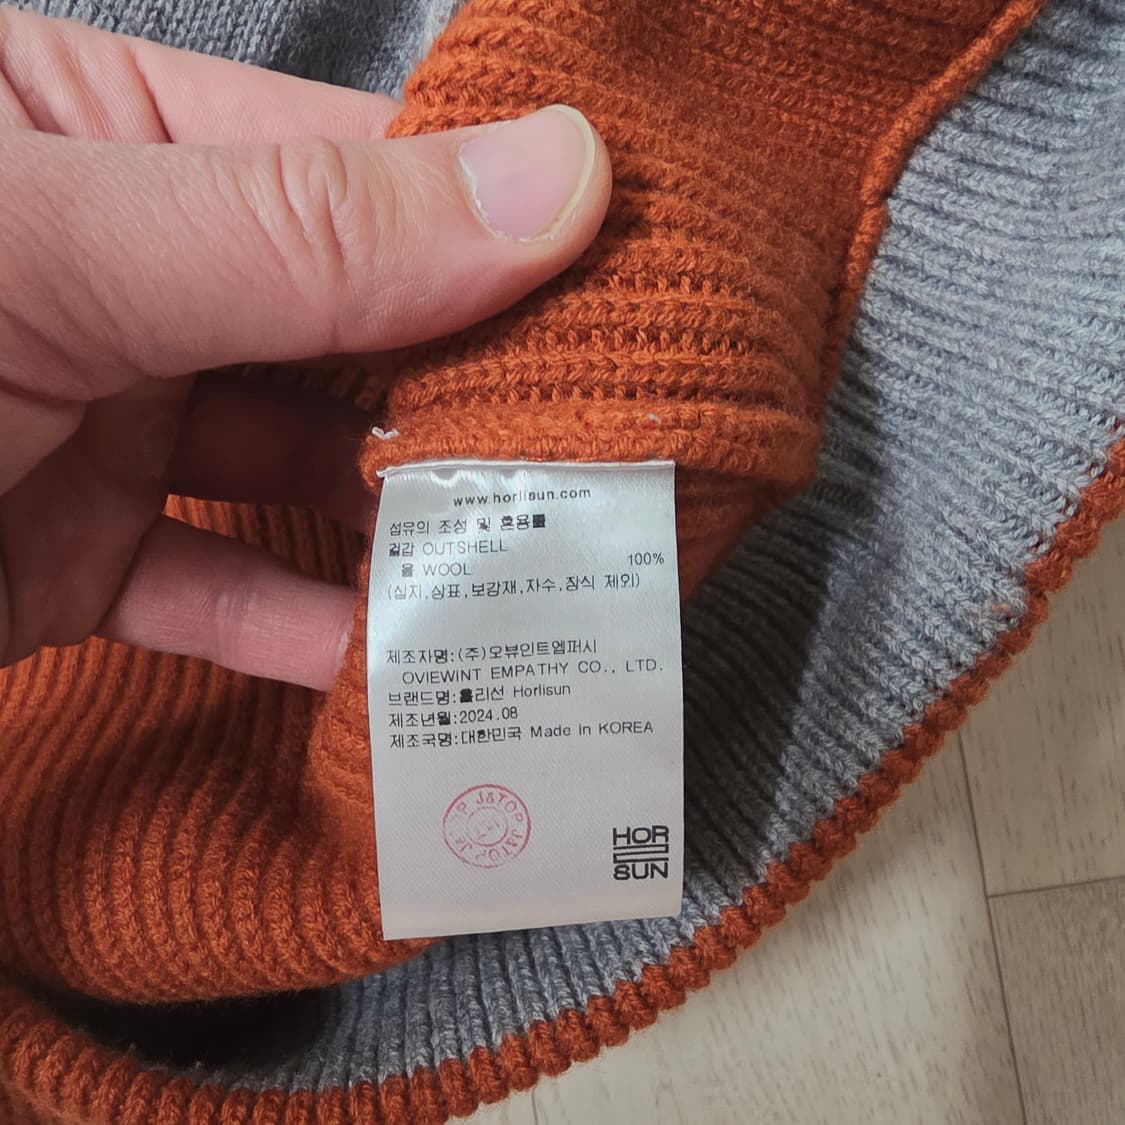 www.horlisun.com
섬유의 조성 및 혼용률
겉감 OUTSHELL
울 WOOL 100%
(심지,상표,보강재,자수,장식 제외)
제조자명:(주)오뷰인트엠퍼시
OVIEWINT EMPATHY CO., LTD.
브랜드명:홀리선 Horlisun
제조년월:2024.08
제조국명:대한민국 Made in KOREA
J&TOP J&TOP
HOR
SUN